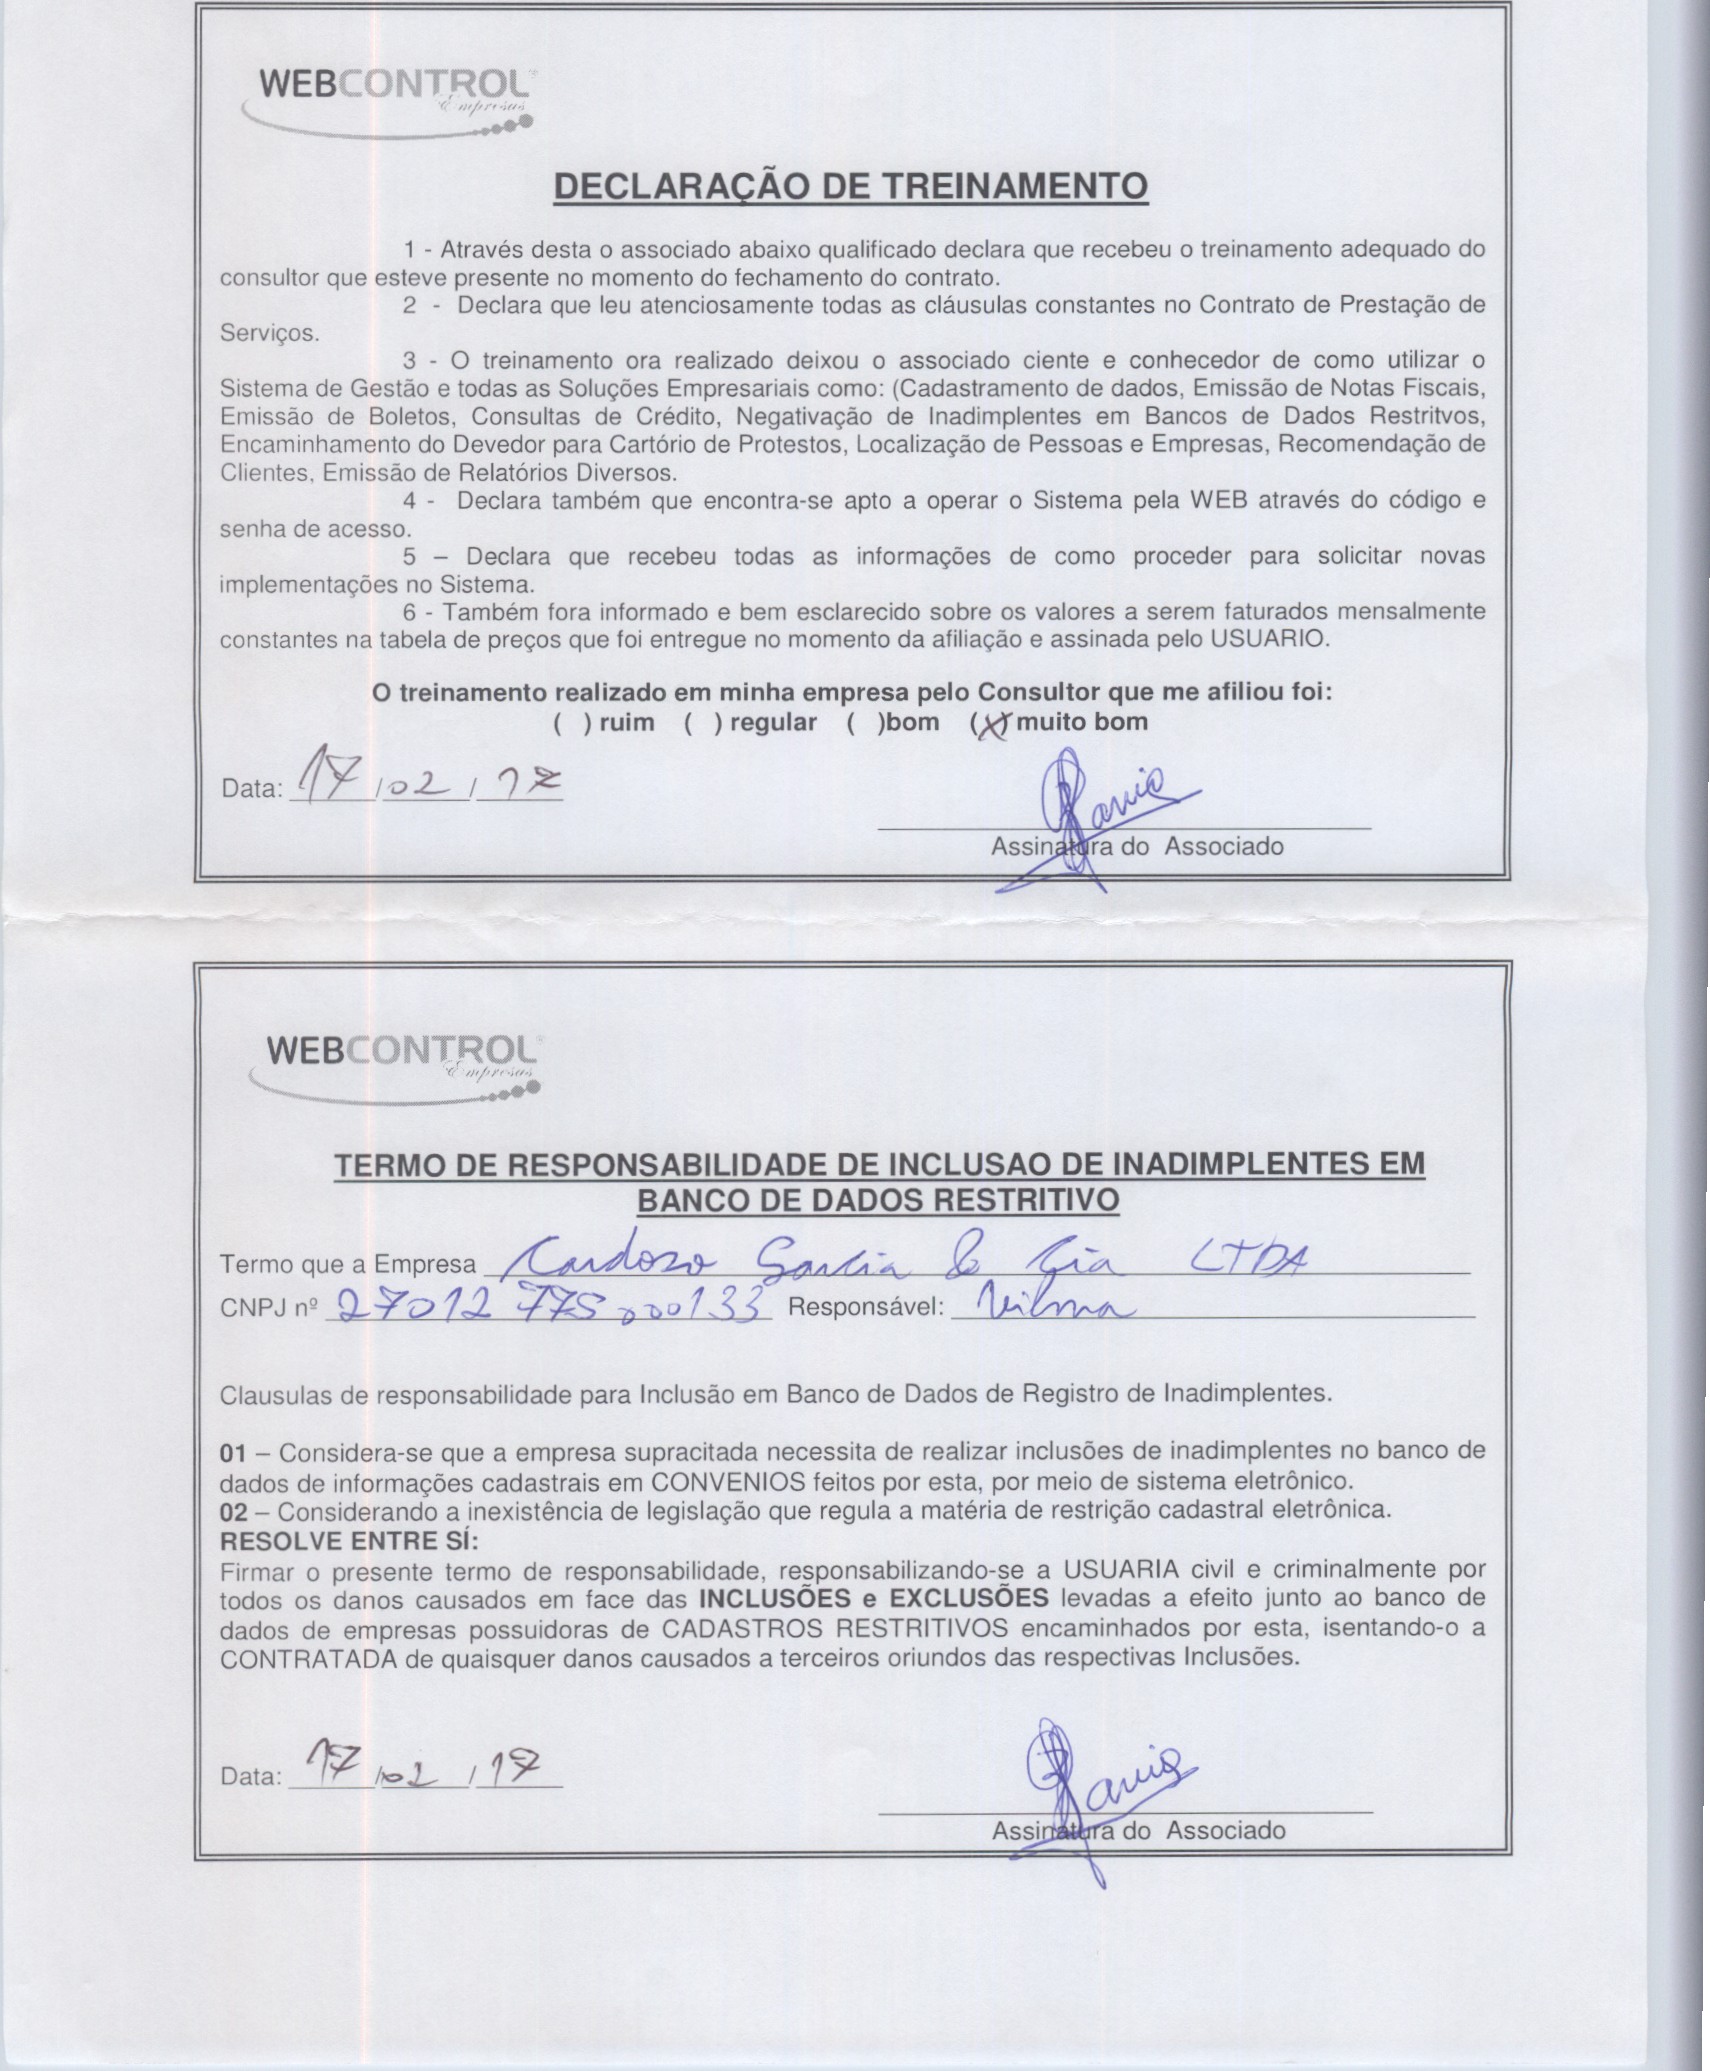 WEBCONTROL
Empresas
DECLARAÇÃO DE TREINAMENTO
1 - Através desta o associado abaixo qualificado declara que recebeu o treinamento adequado do
consultor que esteve presente no momento do fechamento do contrato.
2 - Declara que leu atenciosamente todas as cláusulas constantes no Contrato de Prestação de
Serviços.
3 - O treinamento ora realizado deixou o associado ciente e conhecedor de como utilizar o
Sistema de Gestão e todas as Soluções Empresariais como: (Cadastramento de dados, Emissão de Notas Fiscais,
Emissão de Boletos, Consultas de Crédito, Negativação de Inadimplentes em Bancos de Dados Restritvos,
Encaminhamento do Devedor para Cartório de Protestos, Localização de Pessoas e Empresas, Recomendação de
Clientes, Emissão de Relatórios Diversos.
4 - Declara também que encontra-se apto a operar o Sistema pela WEB através do código e
senha de acesso.
5 – Declara que recebeu todas as informações de como proceder para solicitar novas
implementações no Sistema.
6 - Também fora informado e bem esclarecido sobre os valores a serem faturados mensalmente
constantes na tabela de preços que foi entregue no momento da afiliação e assinada pelo USUARIO.
O treinamento realizado em minha empresa pelo Consultor que me afiliou foi:
( ) ruim ( ) regular ( )bom (X) muito bom
Data: 17/02/17
Assinatura do Associado
WEBCONTROL
Empresas
TERMO DE RESPONSABILIDADE DE INCLUSAO DE INADIMPLENTES EM
BANCO DE DADOS RESTRITIVO
Termo que a Empresa Cardozo Garcia & Cia LTDA
CNPJ nº 27012775000133 Responsável: Vilma
Clausulas de responsabilidade para Inclusão em Banco de Dados de Registro de Inadimplentes.
01 – Considera-se que a empresa supracitada necessita de realizar inclusões de inadimplentes no banco de
dados de informações cadastrais em CONVENIOS feitos por esta, por meio de sistema eletrônico.
02 – Considerando a inexistência de legislação que regula a matéria de restrição cadastral eletrônica.
RESOLVE ENTRE SÍ:
Firmar o presente termo de responsabilidade, responsabilizando-se a USUARIA civil e criminalmente por
todos os danos causados em face das INCLUSÕES e EXCLUSÕES levadas a efeito junto ao banco de
dados de empresas possuidoras de CADASTROS RESTRITIVOS encaminhados por esta, isentando-o a
CONTRATADA de quaisquer danos causados a terceiros oriundos das respectivas Inclusões.
Data: 17/02/17
Assinatura do Associado